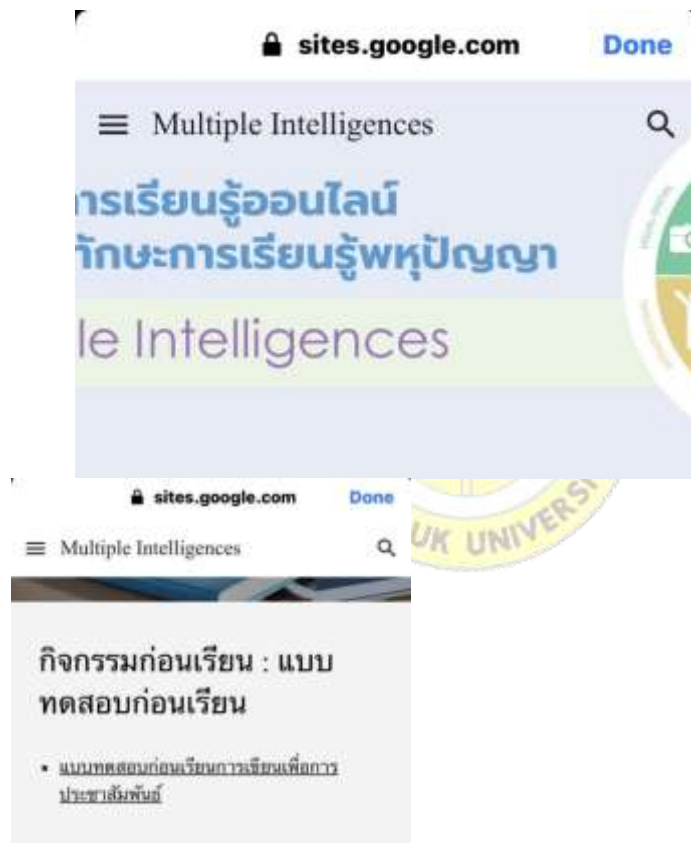 sites.google.com Done
Multiple Intelligences
ารเรียนรู้ออนไลน์
ทักษะการเรียนรู้พหุปัญญา
le Intelligences
sites.google.com Done
UK UNIVERS
Multiple Intelligences
กิจกรรมก่อนเรียน : แบบ
ทดสอบก่อนเรียน
• แบบทดสอบก่อนเรียนการเขียนเพื่อการ
ประชาสัมพันธ์